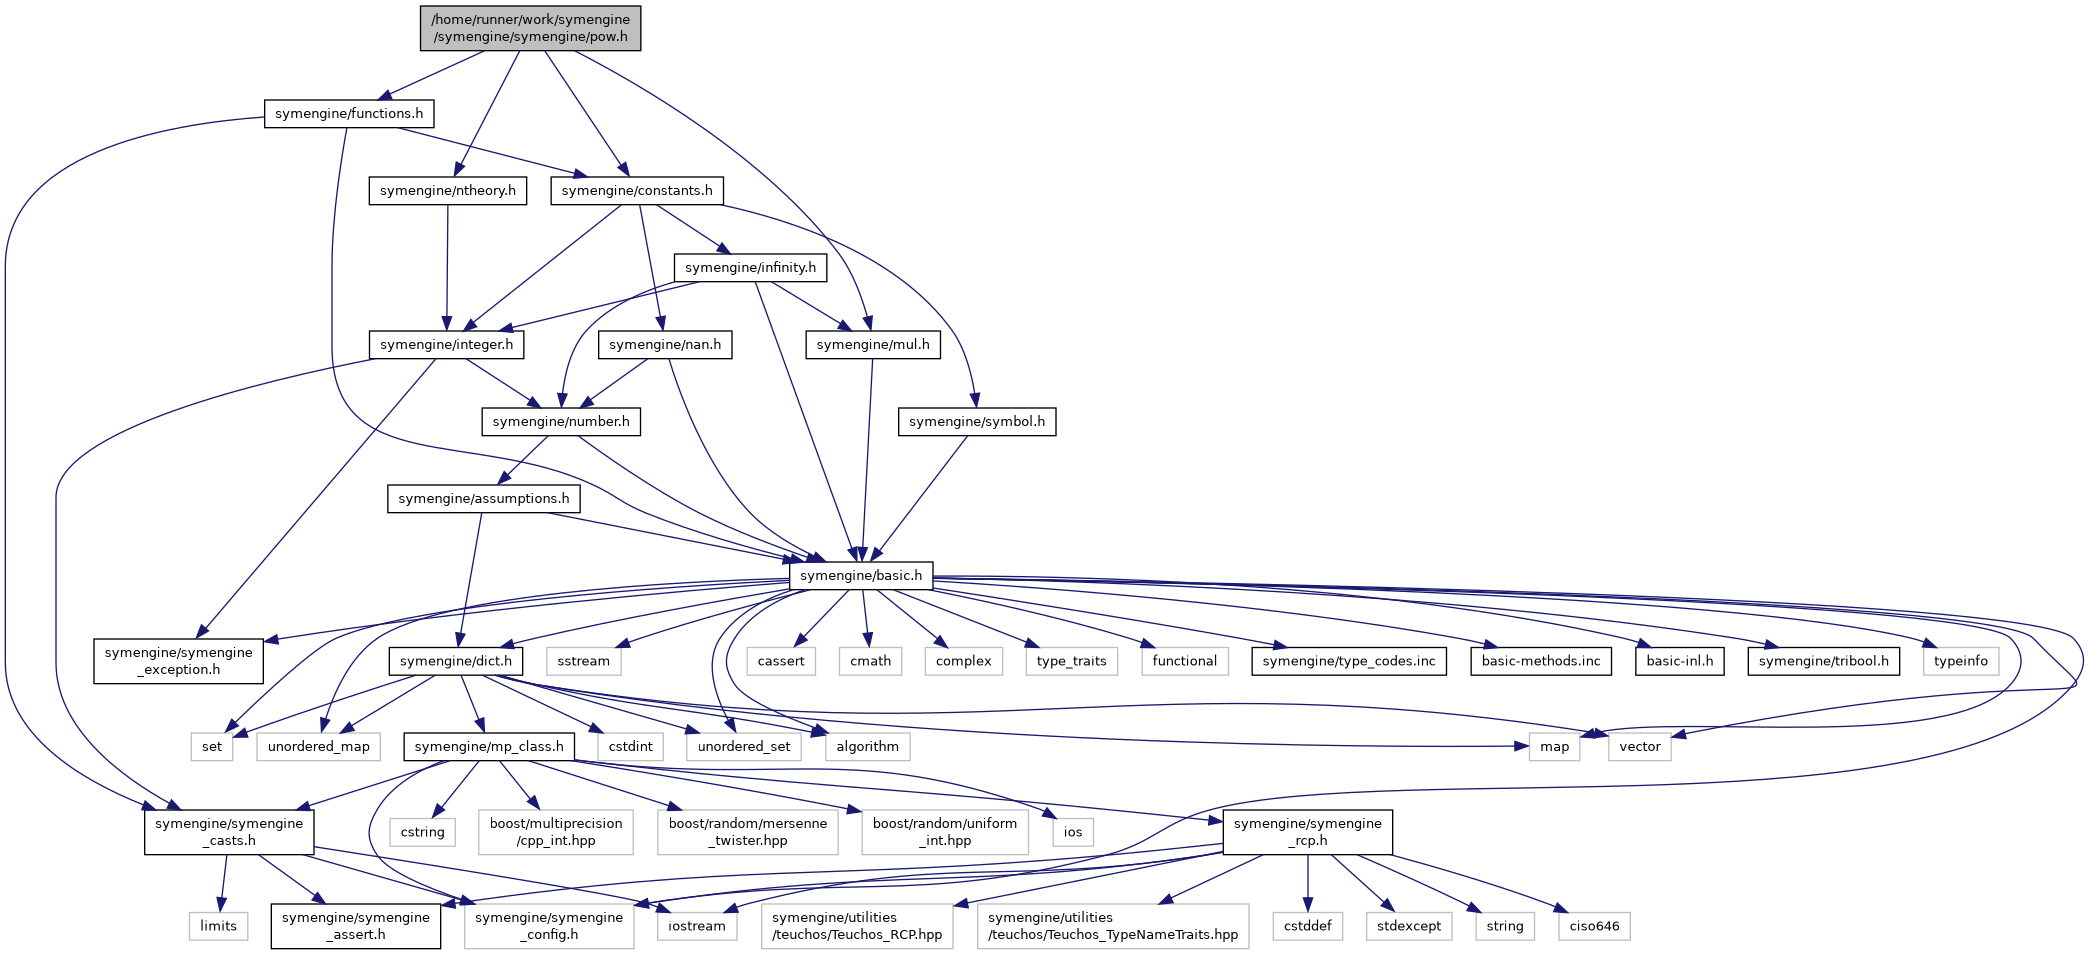 /home/runner/work/symengine
/symengine/symengine/pow.h
symengine/functions.h
symengine/ntheory.h
symengine/constants.h
symengine/infinity.h
symengine/integer.h
symengine/nan.h
symengine/mul.h
symengine/number.h
symengine/symbol.h
symengine/assumptions.h
symengine/basic.h
symengine/symengine
_exception.h
symengine/dict.h
sstream
cassert
cmath
complex
type_traits
functional
symengine/type_codes.inc
basic-methods.inc
basic-inl.h
symengine/tribool.h
typeinfo
set
unordered_map
symengine/mp_class.h
cstdint
unordered_set
algorithm
map
vector
symengine/symengine
_casts.h
cstring
boost/multiprecision
/cpp_int.hpp
boost/random/mersenne
_twister.hpp
boost/random/uniform
_int.hpp
ios
symengine/symengine
_rcp.h
limits
symengine/symengine
_assert.h
symengine/symengine
_config.h
iostream
symengine/utilities
/teuchos/Teuchos_RCP.hpp
symengine/utilities
/teuchos/Teuchos_TypeNameTraits.hpp
cstddef
stdexcept
string
ciso646